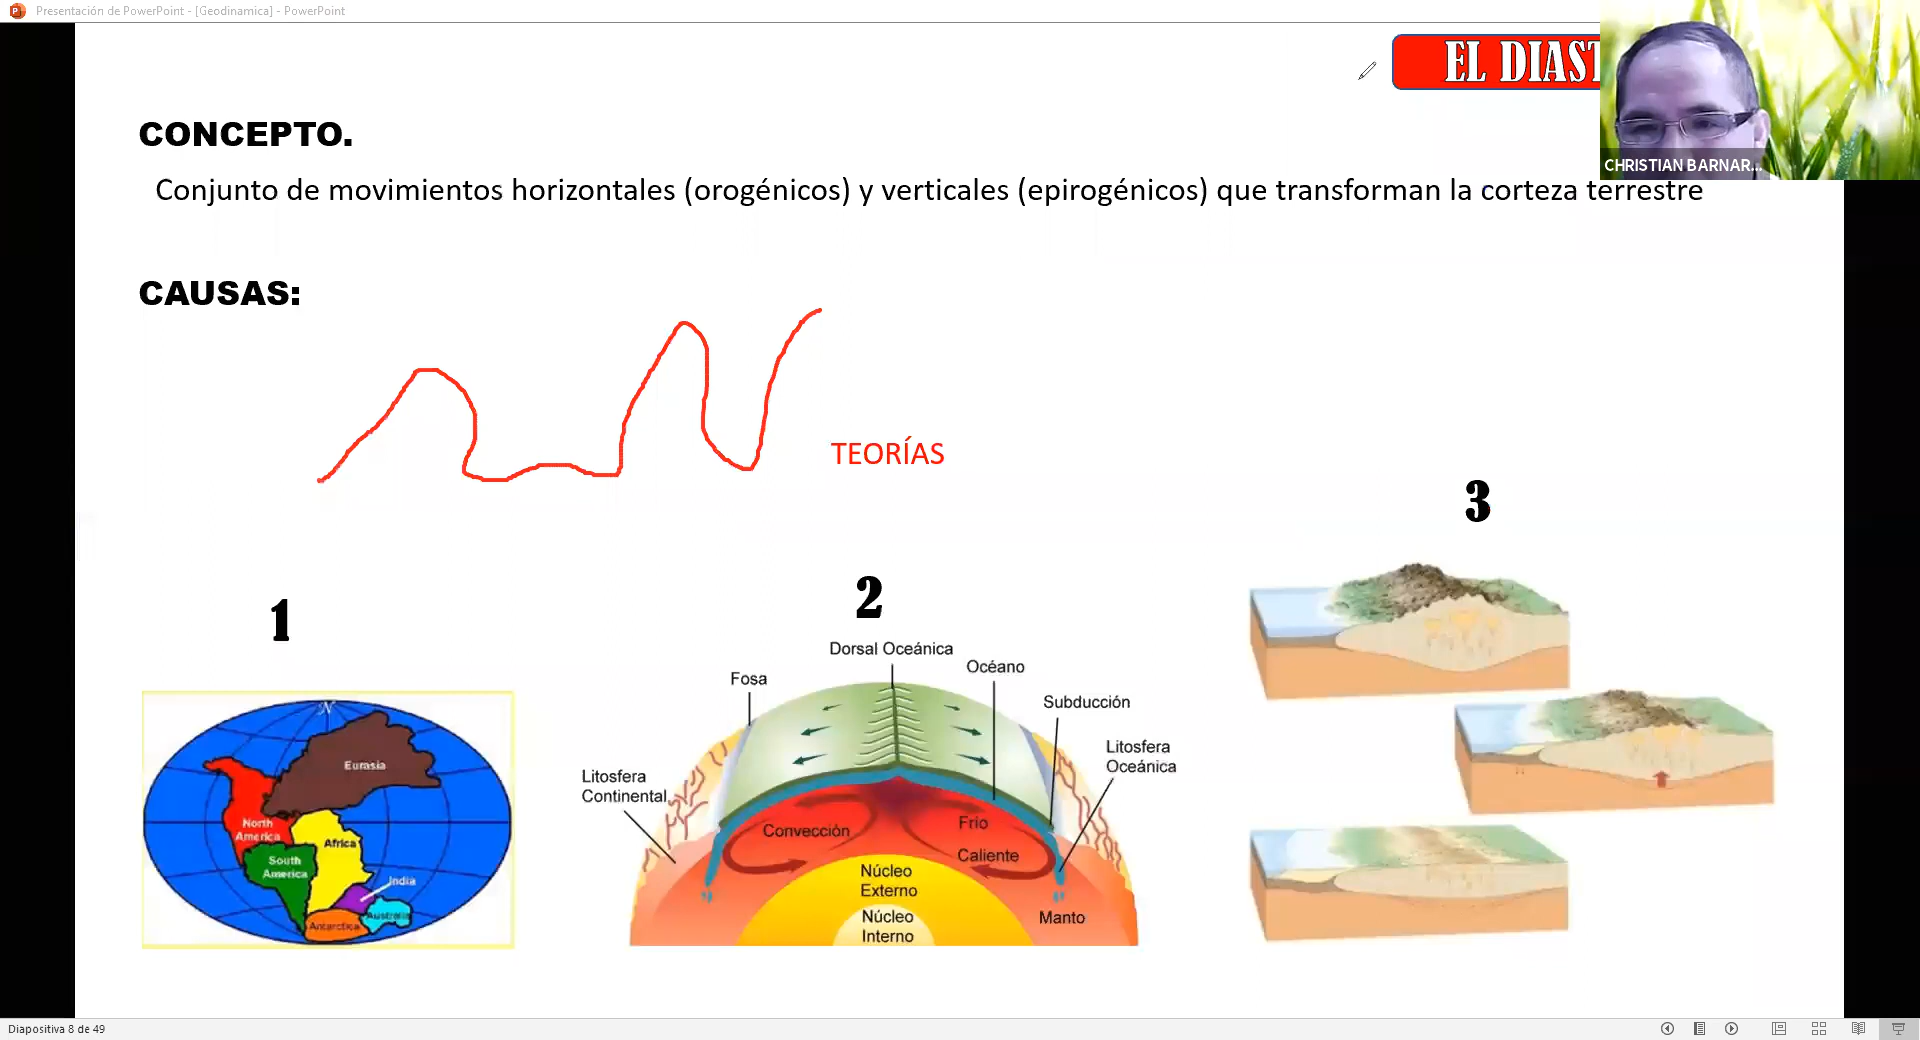 Presentación de PowerPoint - [Geodinamica] - PowerPoint
EL DIAST
CHRISTIAN BARNAR...
CONCEPTO.
Conjunto de movimientos horizontales (orogénicos) y verticales (epirogénicos) que transforman la corteza terrestre
CAUSAS:
TEORÍAS
1
2
3
N
Eurasia
North
America
Africa
South
America
India
Australia
Antarctica
Dorsal Oceánica
Fosa
Océano
Subducción
Litosfera
Oceánica
Litosfera
Continental
Convección
Frio
Caliente
Núcleo
Externo
Núcleo
Interno
Manto
Diapositiva 8 de 49